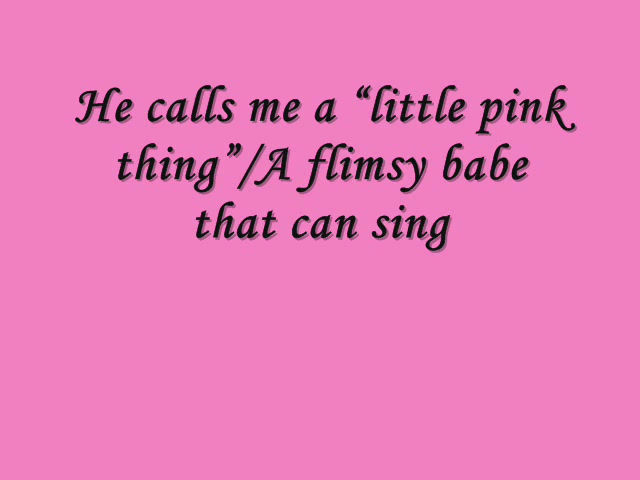 He calls me a “little pink
thing”/A flimsy babe
that can sing